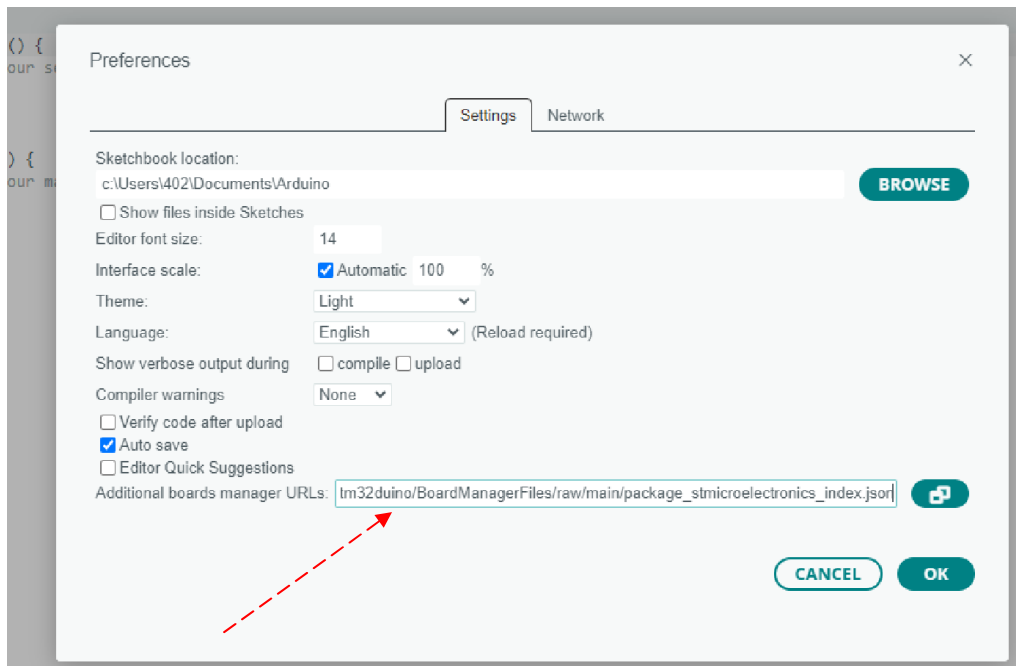 () {
our s
Preferences
) {
our m
Settings Network
Sketchbook location:
c:\Users\402\Documents\Arduino
BROWSE
Show files inside Sketches
Editor font size: 14
Interface scale: Automatic 100 %
Theme: Light
Language: English (Reload required)
Show verbose output during compile upload
Compiler warnings None
Verify code after upload
Auto save
Editor Quick Suggestions
Additional boards manager URLs: tm32duino/BoardManagerFiles/raw/main/package_stmicroelectronics_index.json
CANCEL OK